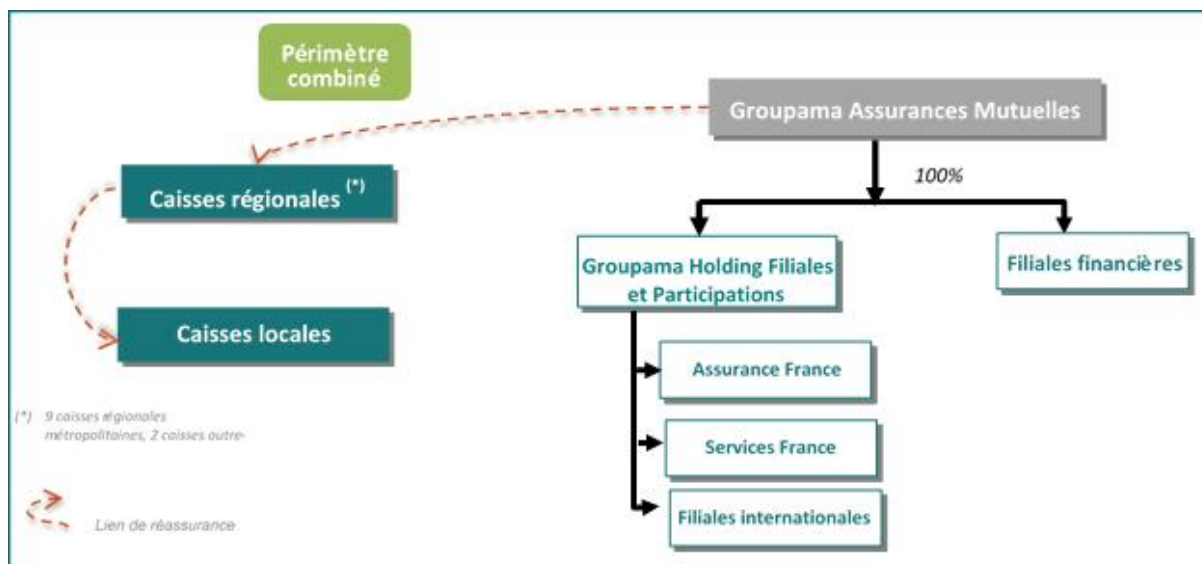 Périmètre
combiné
Groupama Assurances Mutuelles
100%
Caisses régionales (*)
Groupama Holding Filiales
et Participations
Filiales financières
Caisses locales
Assurance France
(*) 9 caisses régionales
métropolitaines, 2 caisses outre-
Services France
Filiales internationales
Lien de réassurance